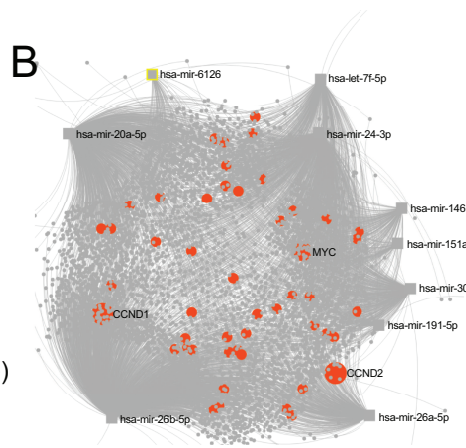 B
hsa-mir-6126
hsa-let-7f-5p
hsa-mir-20a-5p
hsa-mir-24-3p
hsa-mir-146
hsa-mir-151a
MYC
hsa-mir-30
CCND1
hsa-mir-191-5p
)
CCND2
hsa-mir-26b-5p
hsa-mir-26a-5p